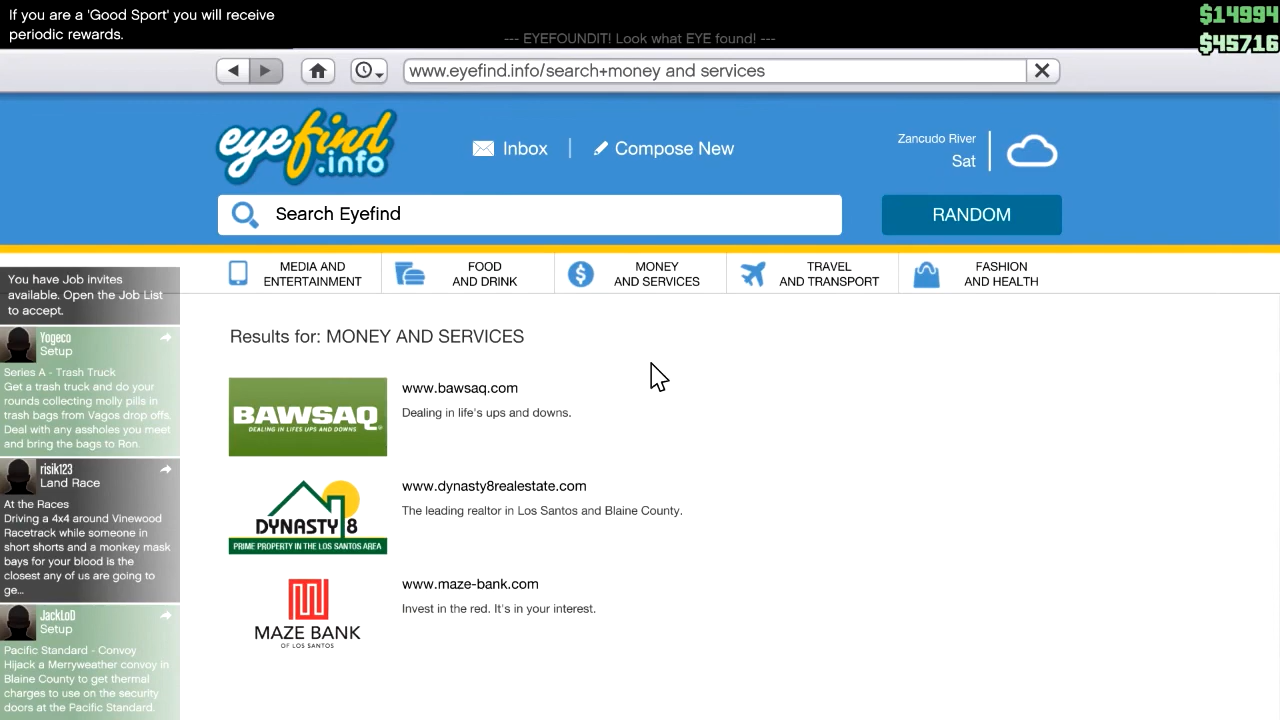 If you are a 'Good Sport' you will receive
periodic rewards.
--- EYEFOUNDIT! Look what EYE found! ---
$14994
$45716
www.eyefind.info/search+money and services
eyefind
.info
Inbox
Compose New
Zancudo River
Sat
Search Eyefind
RANDOM
MEDIA AND
ENTERTAINMENT
FOOD
AND DRINK
MONEY
AND SERVICES
TRAVEL
AND TRANSPORT
FASHION
AND HEALTH
You have Job invites
available. Open the Job List
to accept.
Yogeco
Setup
Series A - Trash Truck
Get a trash truck and do your
rounds collecting molly pills in
trash bags from Vagos drop offs.
Deal with any assholes you meet
and bring the bags to Ron.
risik123
Land Race
At the Races
Driving a 4x4 around Vinewood
Racetrack while someone in
short shorts and a monkey mask
bays for your blood is the
closest any of us are going to
ge...
JackLoD
Setup
Pacific Standard - Convoy
Hijack a Merryweather convoy in
Blaine County to get thermal
charges to use on the security
doors at the Pacific Standard.
Results for: MONEY AND SERVICES
BAWSAQ
DEALING IN LIFE'S UPS AND DOWNS
www.bawsaq.com
Dealing in life's ups and downs.
DYNASTY 8
PRIME PROPERTY IN THE LOS SANTOS AREA
www.dynasty8realestate.com
The leading realtor in Los Santos and Blaine County.
MAZE BANK
OF LOS SANTOS
www.maze-bank.com
Invest in the red. It's in your interest.